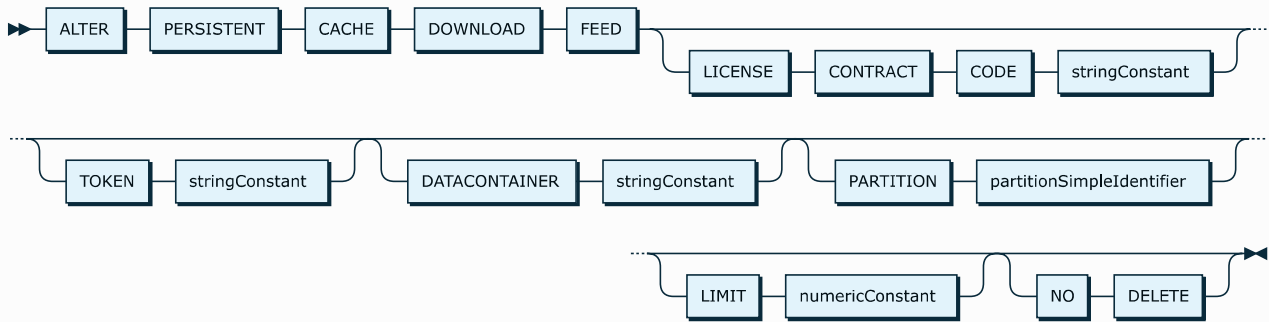 ALTER PERSISTENT CACHE DOWNLOAD FEED
LICENSE CONTRACT CODE stringConstant
TOKEN stringConstant DATACONTAINER stringConstant PARTITION partitionSimpleIdentifier
LIMIT numericConstant NO DELETE